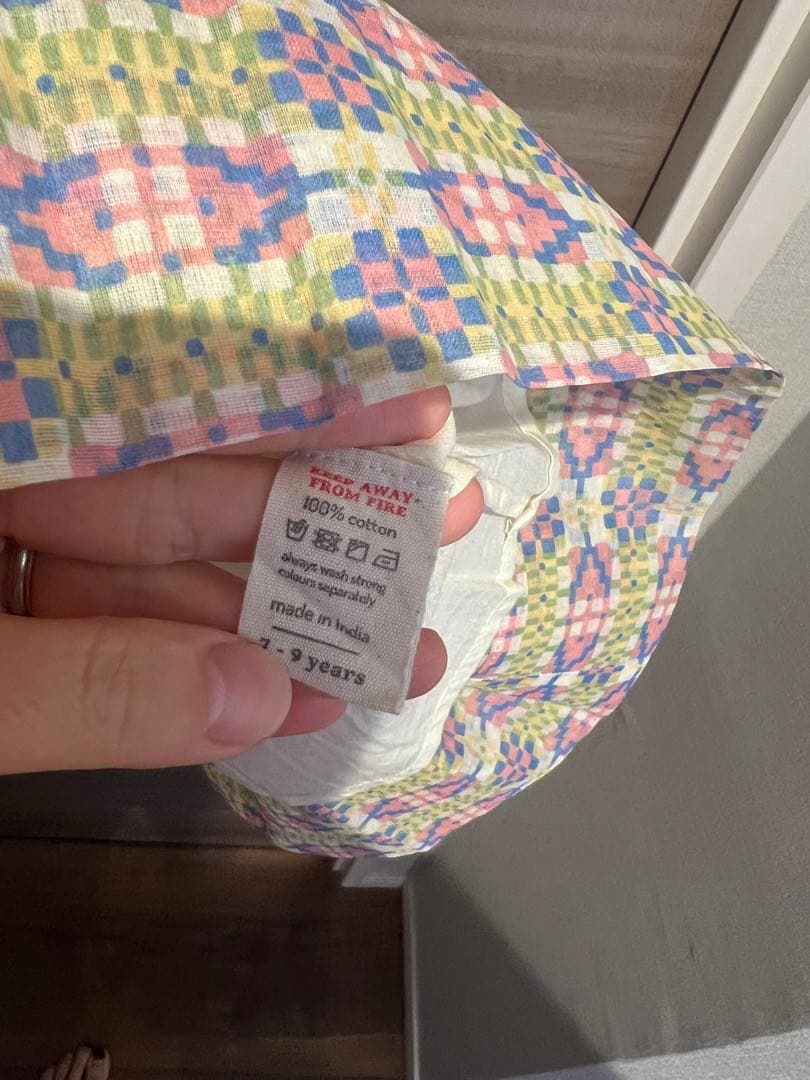 KEEP AWAY
FROM FIRE
100% cotton
always wash strong
colours separately
made in India
7 - 9 years